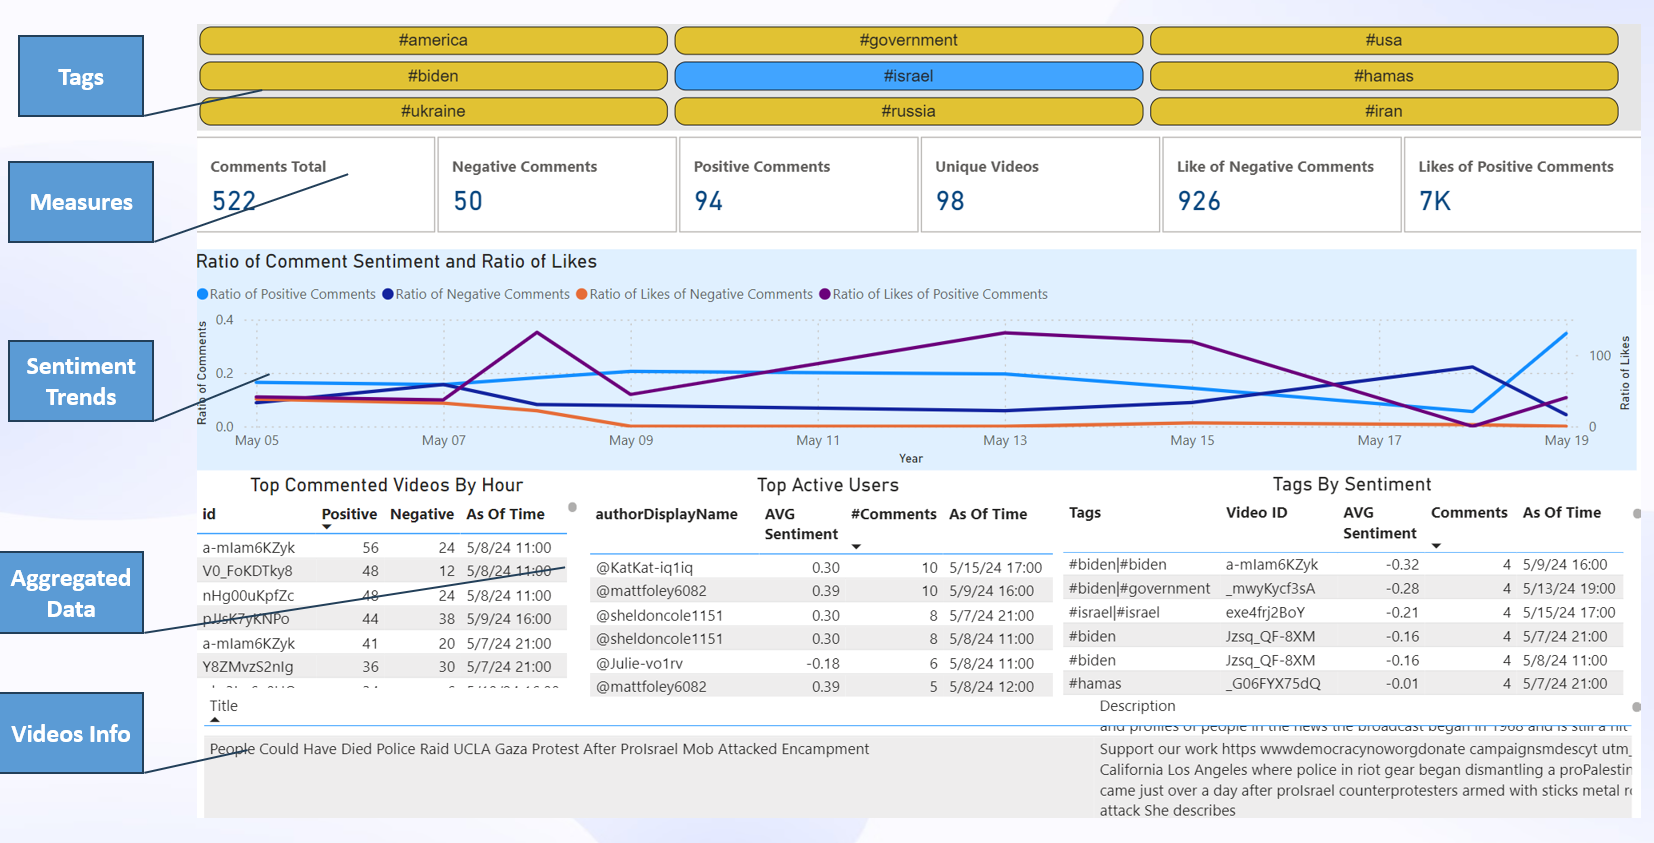 Tags
#america #government #usa
#biden #israel #hamas
#ukraine #russia #iran
Measures
Comments Total Negative Comments Positive Comments Unique Videos Like of Negative Comments Likes of Positive Comments
522 50 94 98 926 7K
Sentiment
Trends
Ratio of Comment Sentiment and Ratio of Likes
Ratio of Positive Comments Ratio of Negative Comments Ratio of Likes of Negative Comments Ratio of Likes of Positive Comments
Ratio of Comments
0.4
0.2
0.0
100
0
Ratio of Likes
May 05 May 07 May 09 May 11 May 13 May 15 May 17 May 19
Year
Aggregated
Data
Top Commented Videos By Hour
id Positive Negative As Of Time
a-mIam6KZyk 56 24 5/8/24 11:00
V0_FoKDTky8 48 12 5/8/24 11:00
nHg00uKpfZc 48 24 5/8/24 11:00
pJJsK7yKNPo 44 38 5/9/24 16:00
a-mIam6KZyk 41 20 5/7/24 21:00
Y8ZMvzS2nIg 36 30 5/7/24 21:00
Top Active Users
authorDisplayName AVG Sentiment #Comments As Of Time
@KatKat-iq1iq 0.30 10 5/15/24 17:00
@mattfoley6082 0.39 10 5/9/24 16:00
@sheldoncole1151 0.30 8 5/7/24 21:00
@sheldoncole1151 0.30 8 5/8/24 11:00
@Julie-vo1rv -0.18 6 5/8/24 11:00
@mattfoley6082 0.39 5 5/8/24 12:00
Tags By Sentiment
Tags Video ID AVG Sentiment Comments As Of Time
#biden|#biden a-mIam6KZyk -0.32 4 5/9/24 16:00
#biden|#government _mwyKycf3sA -0.28 4 5/13/24 19:00
#israel|#israel exe4frj2BoY -0.21 4 5/15/24 17:00
#biden Jzsq_QF-8XM -0.16 4 5/7/24 21:00
#biden Jzsq_QF-8XM -0.16 4 5/8/24 11:00
#hamas _G06FYX75dQ -0.01 4 5/7/24 21:00
Videos Info
Title Description
and profiles of people in the news the broadcast began in 1968 and is still a hit
People Could Have Died Police Raid UCLA Gaza Protest After ProIsrael Mob Attacked Encampment
Support our work https wwwdemocracynoworgdonate campaignsmdescyt utm_
California Los Angeles where police in riot gear began dismantling a proPalestin
came just over a day after proIsrael counterprotesters armed with sticks metal
attack She describes